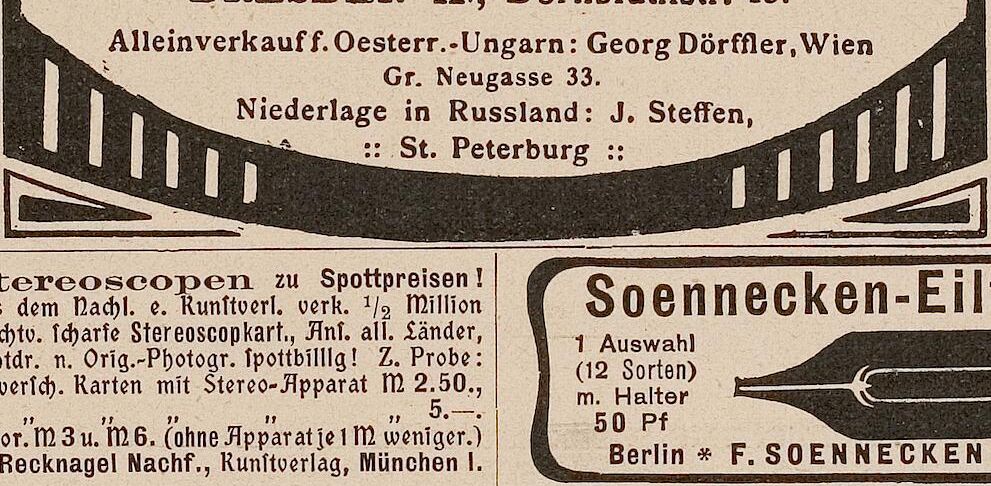 Alleinverkauf f. Oesterr.-Ungarn: Georg Dörffler, Wien
Gr. Neugasse 33.
Niederlage in Russland: J. Steffen,
:: St. Peterburg ::
tereoscopen zu Spottpreisen!
s dem Nachl. e. Kunſtverl. verk. 1/2 Million
chtv. ſcharfe Stereoscopkart., Anſ. all. Länder,
tdr. n. Orig.-Photogr. ſpottbilllg! Z. Probe:
verſch. Karten mit Stereo-Apparat M 2.50.,
„ „ „ „ „ 5.—.
or. M 3 u. M 6. (ohne Apparat je 1 M weniger.)
Recknagel Nachf., Kunſtverlag, München I.
Soennecken-Eil
1 Auswahl
(12 Sorten)
m. Halter
50 Pf
Berlin * F. SOENNECKEN